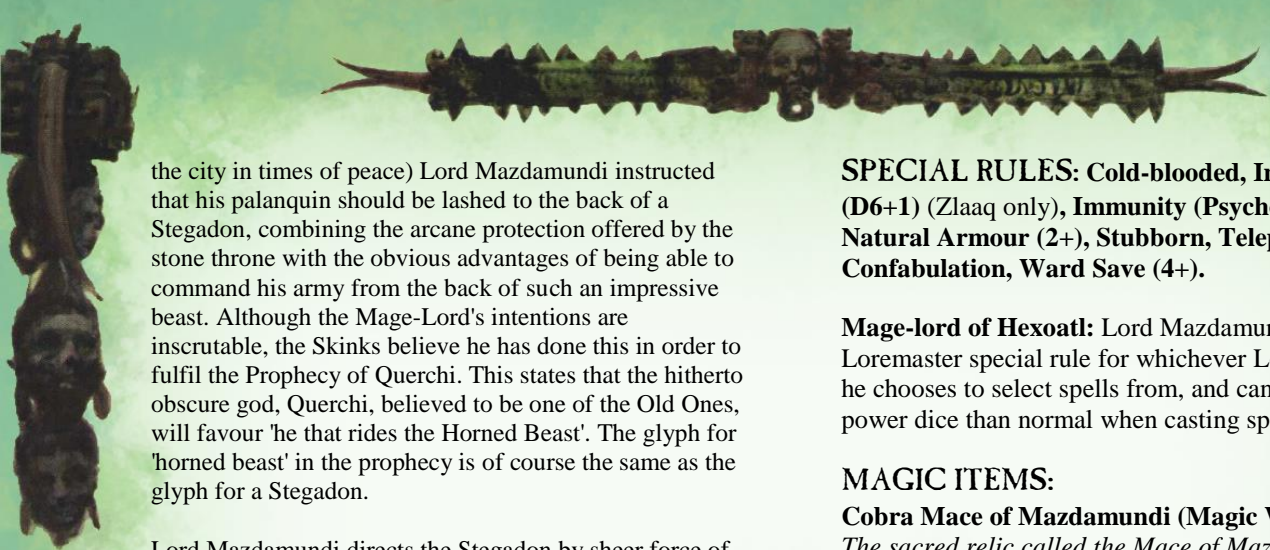 the city in times of peace) Lord Mazdamundi instructed
that his palanquin should be lashed to the back of a
Stegadon, combining the arcane protection offered by the
stone throne with the obvious advantages of being able to
command his army from the back of such an impressive
beast. Although the Mage-Lord's intentions are
inscrutable, the Skinks believe he has done this in order to
fulfil the Prophecy of Querchi. This states that the hitherto
obscure god, Querchi, believed to be one of the Old Ones,
will favour 'he that rides the Horned Beast'. The glyph for
'horned beast' in the prophecy is of course the same as the
glyph for a Stegadon.
Lord Mazdamundi directs the Stegadon by sheer force of
SPECIAL RULES: Cold-blooded,
(D6+1) (Zlaaq only), Immunity
Natural Armour (2+), Stubborn,
Confabulation, Ward Save (4+).
Mage-lord of Hexoatl: Lord
Loremaster special rule for whichever
he chooses to select spells from, and
power dice than normal when casting
MAGIC ITEMS:
Cobra Mace of Mazdamundi (Magic
The sacred relic called the Mace of